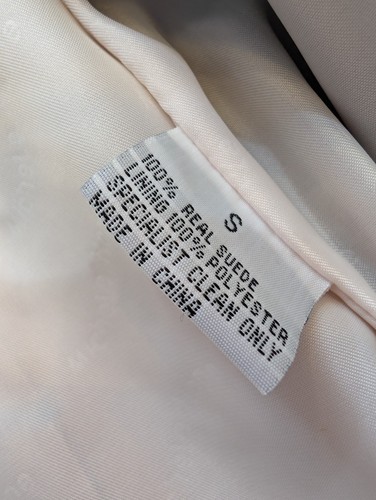 S
100% REAL SUEDE
LINING 100% POLYESTER
SPECIALIST CLEAN ONLY
MADE IN CHINA